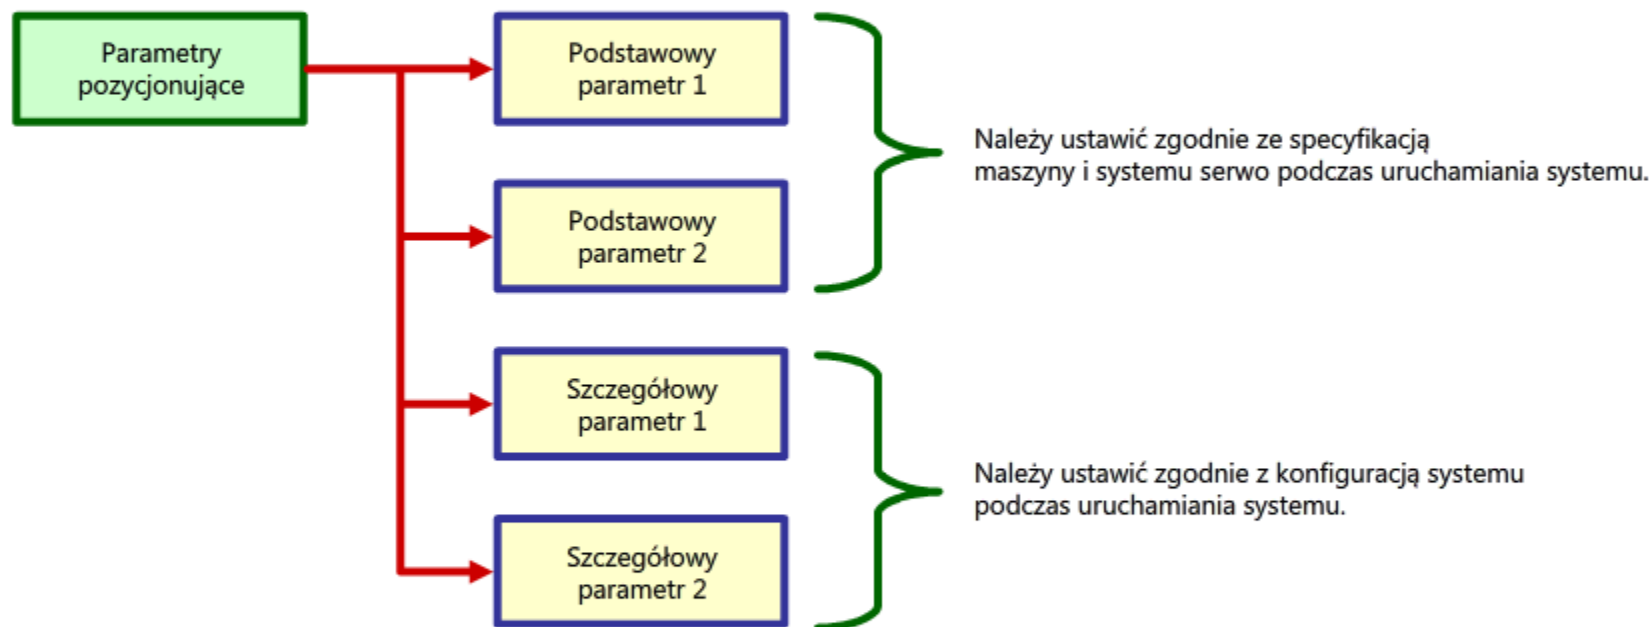 Parametry
pozycjonujące
Podstawowy
parametr 1
Podstawowy
parametr 2
Należy ustawić zgodnie ze specyfikacją
maszyny i systemu serwo podczas uruchamiania systemu.
Szczegółowy
parametr 1
Szczegółowy
parametr 2
Należy ustawić zgodnie z konfiguracją systemu
podczas uruchamiania systemu.